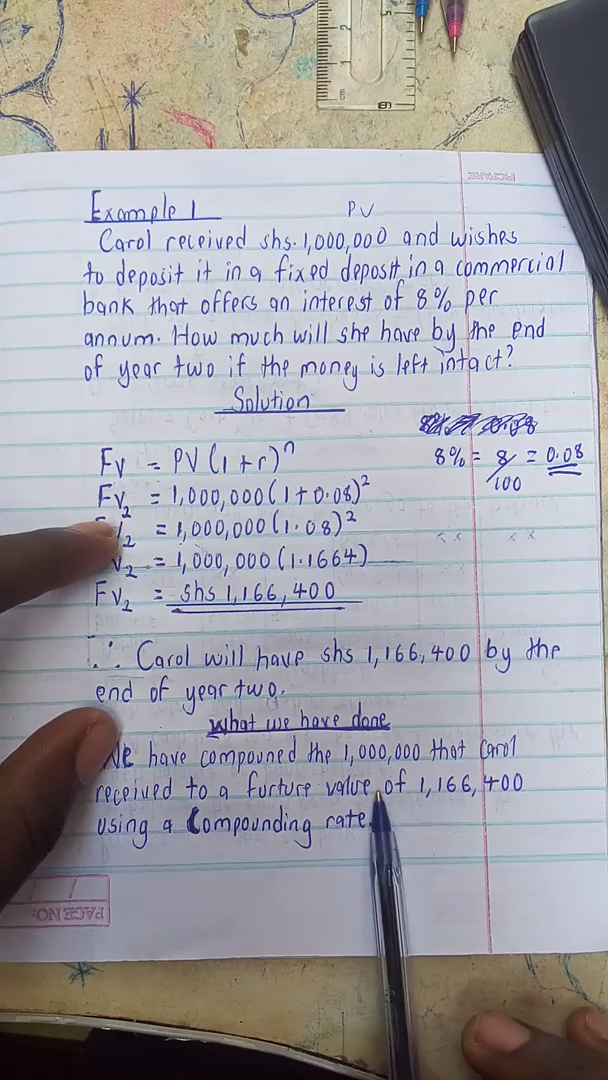 Example 1
PV
Carol received shs. 1,000,000 and wishes
to deposit it in a fixed deposit in a commercial
bank that offers an interest of 8% per
annum. How much will she have by the end
of year two if the money is left intact?
Solution
8% = 8/100 = 0.08
FV = PV(1+r)ⁿ
FV₂ = 1,000,000(1+0.08)²
₂ = 1,000,000(1.08)²
V₂ = 1,000,000(1.1664)
FV₂ = shs 1,166,400
∴ Carol will have shs 1,166,400 by the
end of year two.
What we have done
We have compouned the 1,000,000 that Carol
received to a furture value of 1,166,400
using a Compounding rate
PAGE NO: